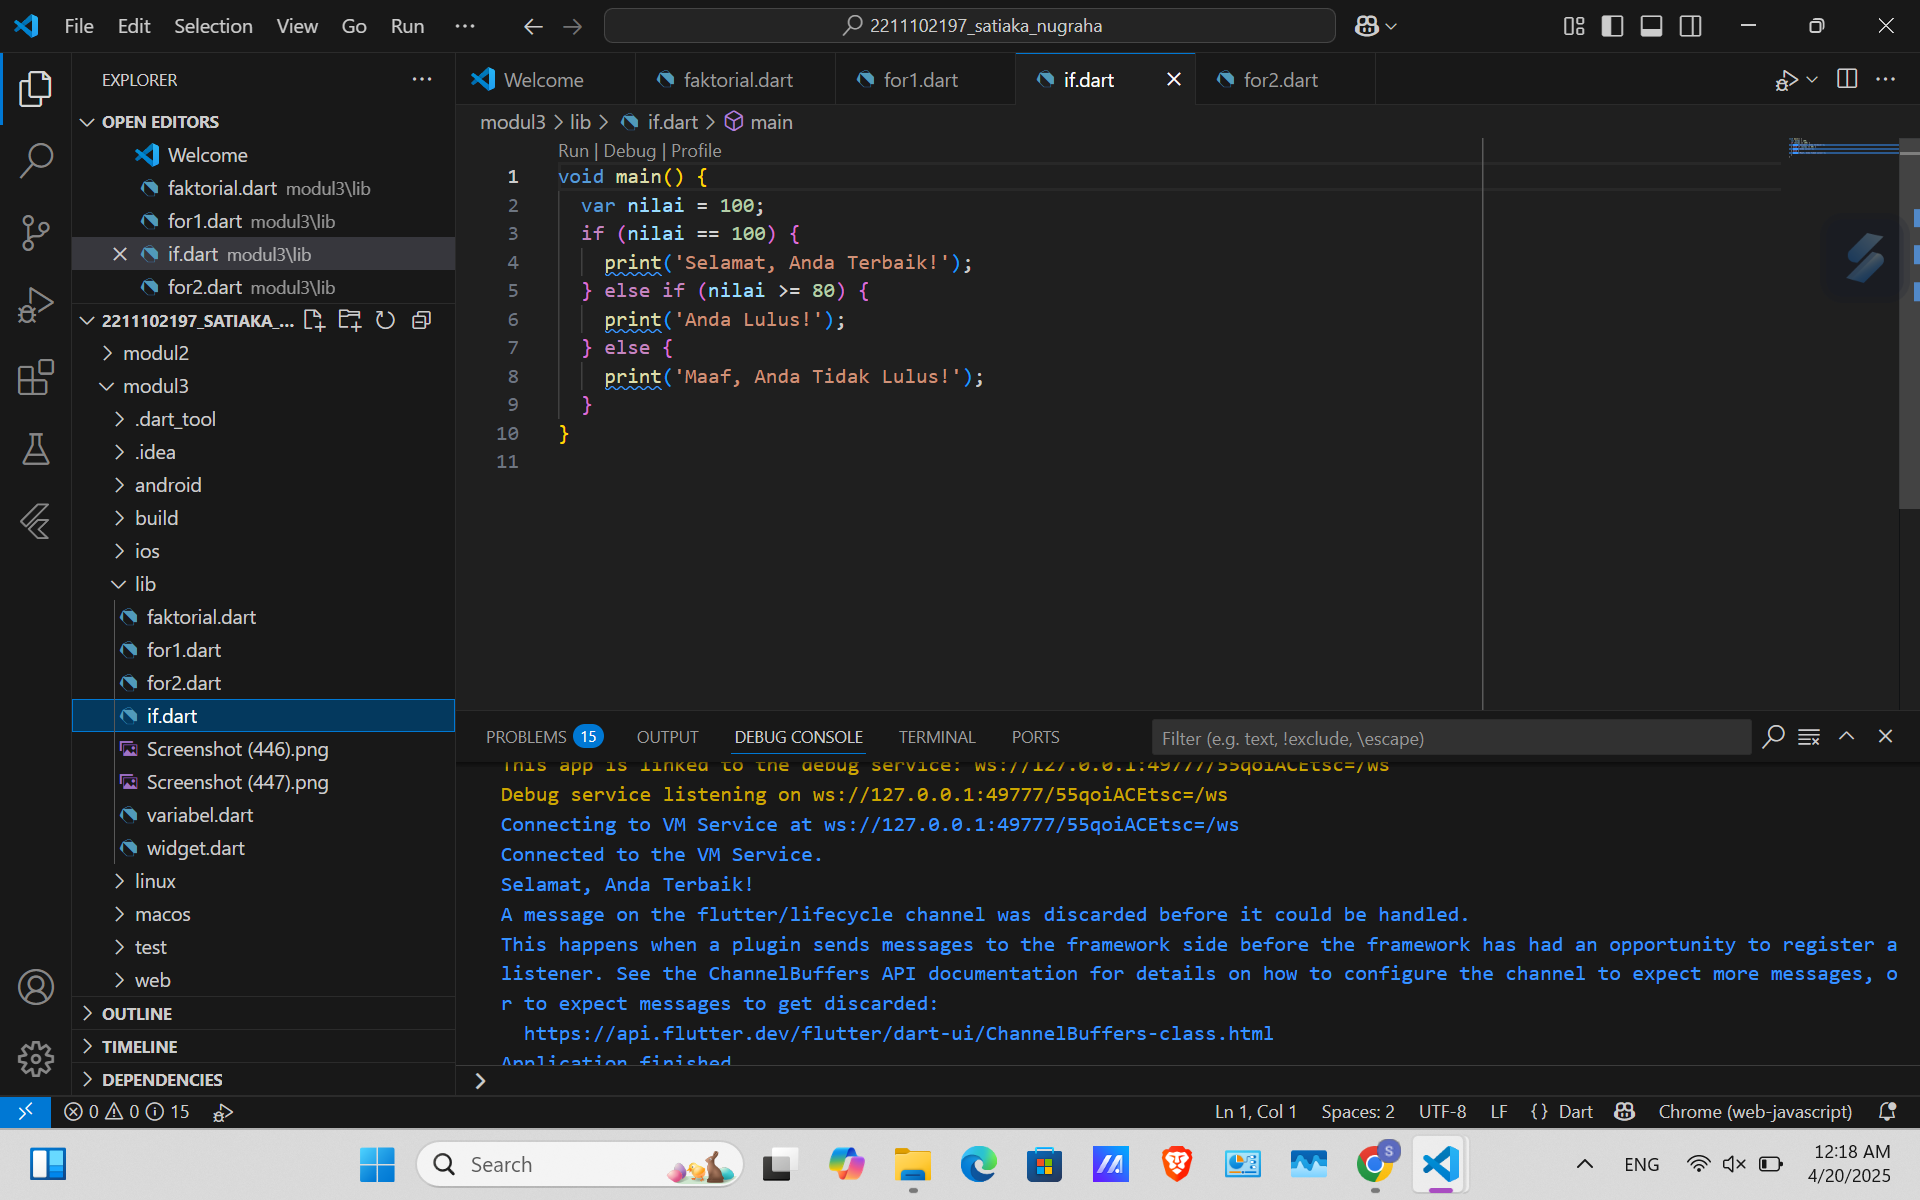 File Edit Selection View Go Run ··· 2211102197_satiaka_nugraha
EXPLORER
OPEN EDITORS
Welcome
faktorial.dart modul3\lib
for1.dart modul3\lib
if.dart modul3\lib
for2.dart modul3\lib
2211102197_SATIAKA_...
modul2
modul3
.dart_tool
.idea
android
build
ios
lib
faktorial.dart
for1.dart
for2.dart
if.dart
Screenshot (446).png
Screenshot (447).png
variabel.dart
widget.dart
linux
macos
test
web
OUTLINE
TIMELINE
DEPENDENCIES
Welcome faktorial.dart for1.dart if.dart for2.dart
modul3 > lib > if.dart > main
Run | Debug | Profile
1 void main() {
2 var nilai = 100;
3 if (nilai == 100) {
4 print('Selamat, Anda Terbaik!');
5 } else if (nilai >= 80) {
6 print('Anda Lulus!');
7 } else {
8 print('Maaf, Anda Tidak Lulus!');
9 }
10 }
11
PROBLEMS 15 OUTPUT DEBUG CONSOLE TERMINAL PORTS Filter (e.g. text, !exclude, \escape)
This app is linked to the debug service: ws://127.0.0.1:49777/55qoiACEtsc=/ws
Debug service listening on ws://127.0.0.1:49777/55qoiACEtsc=/ws
Connecting to VM Service at ws://127.0.0.1:49777/55qoiACEtsc=/ws
Connected to the VM Service.
Selamat, Anda Terbaik!
A message on the flutter/lifecycle channel was discarded before it could be handled.
This happens when a plugin sends messages to the framework side before the framework has had an opportunity to register a
listener. See the ChannelBuffers API documentation for details on how to configure the channel to expect more messages, o
r to expect messages to get discarded:
https://api.flutter.dev/flutter/dart-ui/ChannelBuffers-class.html
Application finished
0 0 15 Ln 1, Col 1 Spaces: 2 UTF-8 LF {} Dart Chrome (web-javascript)
Search S ENG 12:18 AM
4/20/2025